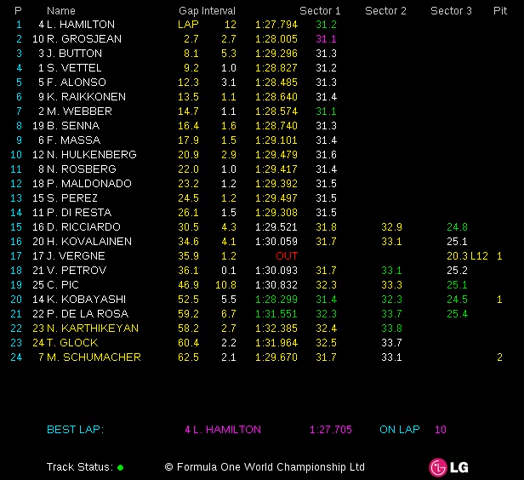 P Name Gap Interval Sector 1 Sector 2 Sector 3 Pit
1 4 L. HAMILTON LAP 12 1:27.794 31.2
2 10 R. GROSJEAN 2.7 2.7 1:28.005 31.1
3 3 J. BUTTON 8.1 5.3 1:29.296 31.3
4 1 S. VETTEL 9.2 1.0 1:28.827 31.2
5 5 F. ALONSO 12.3 3.1 1:28.485 31.3
6 9 K. RAIKKONEN 13.5 1.1 1:28.640 31.4
7 2 M. WEBBER 14.7 1.1 1:28.574 31.1
8 19 B. SENNA 16.4 1.6 1:28.740 31.3
9 6 F. MASSA 17.9 1.5 1:29.101 31.4
10 12 N. HULKENBERG 20.9 2.9 1:29.479 31.6
11 8 N. ROSBERG 22.0 1.0 1:29.417 31.4
12 18 P. MALDONADO 23.2 1.2 1:29.392 31.5
13 15 S. PEREZ 24.5 1.2 1:29.497 31.5
14 11 P. DI RESTA 26.1 1.5 1:29.308 31.5
15 16 D. RICCIARDO 30.5 4.3 1:29.521 31.8 32.9 24.8
16 20 H. KOVALAINEN 34.6 4.1 1:30.059 31.7 33.1 25.1
17 17 J. VERGNE 35.9 1.2 OUT 20.3 L12 1
18 21 V. PETROV 36.1 0.1 1:30.093 31.7 33.1 25.2
19 25 C. PIC 46.9 10.8 1:30.832 32.3 33.3 25.1
20 14 K. KOBAYASHI 52.5 5.5 1:28.299 31.4 32.3 24.5 1
21 22 P. DE LA ROSA 59.2 6.7 1:31.551 32.3 33.7 25.4
22 23 N. KARTHIKEYAN 58.2 2.7 1:32.385 32.4 33.8
23 24 T. GLOCK 60.4 2.2 1:31.964 32.5 33.7
24 7 M. SCHUMACHER 62.5 2.1 1:29.670 31.7 33.1 2
BEST LAP: 4 L. HAMILTON 1:27.705 ON LAP 10
Track Status: © Formula One World Championship Ltd LG